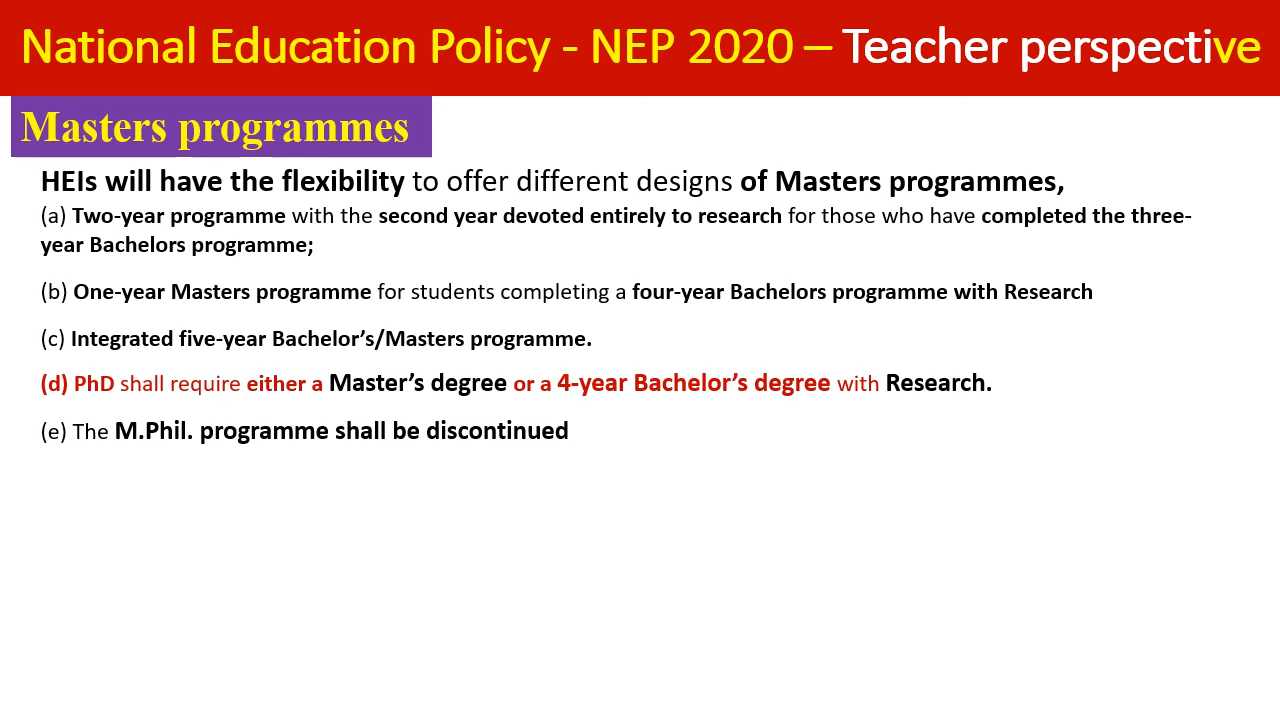 National Education Policy - NEP 2020 – Teacher perspective
Masters programmes
HEIs will have the flexibility to offer different designs of Masters programmes,
(a) Two-year programme with the second year devoted entirely to research for those who have completed the three-
year Bachelors programme;
(b) One-year Masters programme for students completing a four-year Bachelors programme with Research
(c) Integrated five-year Bachelor’s/Masters programme.
(d) PhD shall require either a Master’s degree or a 4-year Bachelor’s degree with Research.
(e) The M.Phil. programme shall be discontinued